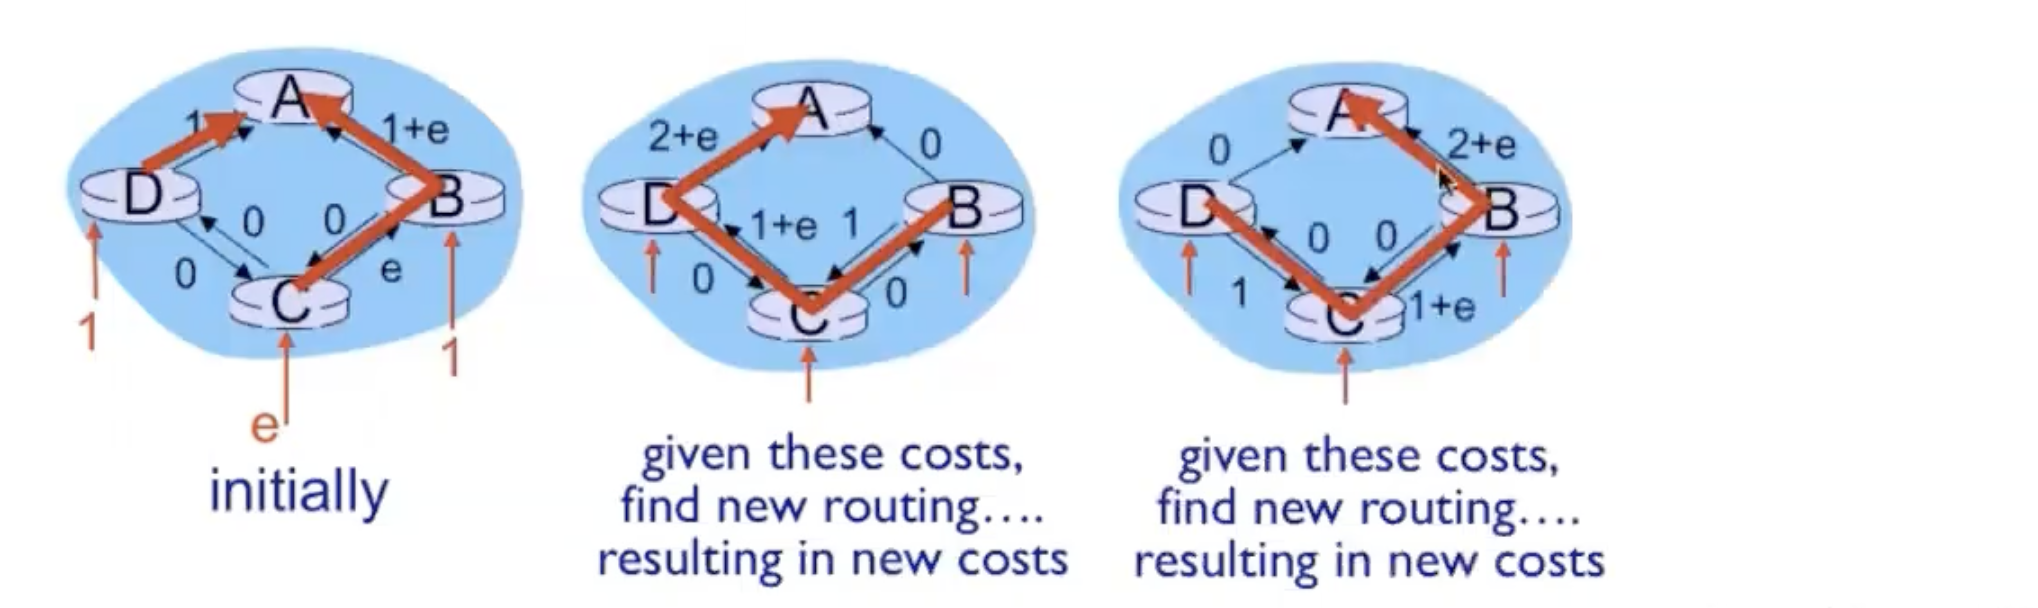 A
1
1+e
D
B
0
0
0
e
C
1
1
e
initially
A
2+e
0
D
B
1+e
1
0
0
C
given these costs,
find new routing....
resulting in new costs
A
0
2+e
D
B
0
0
1
1+e
C
given these costs,
find new routing....
resulting in new costs